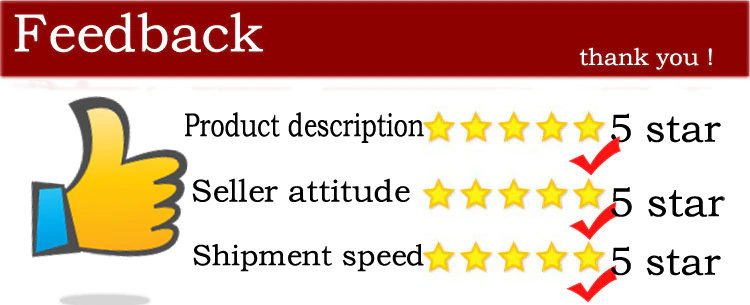 Feedback
thank you !
Product description 5 star
Seller attitude 5 star
Shipment speed 5 star